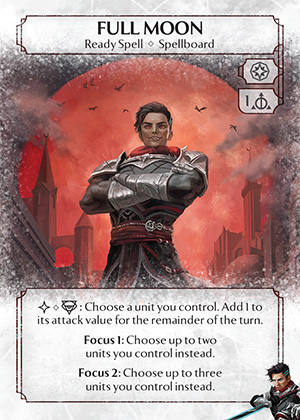 FULL MOON
Ready Spell ⟡ Spellboard
1
: Choose a unit you control. Add 1 to
its attack value for the remainder of the turn.
Focus 1: Choose up to two
units you control instead.
Focus 2: Choose up to three
units you control instead.